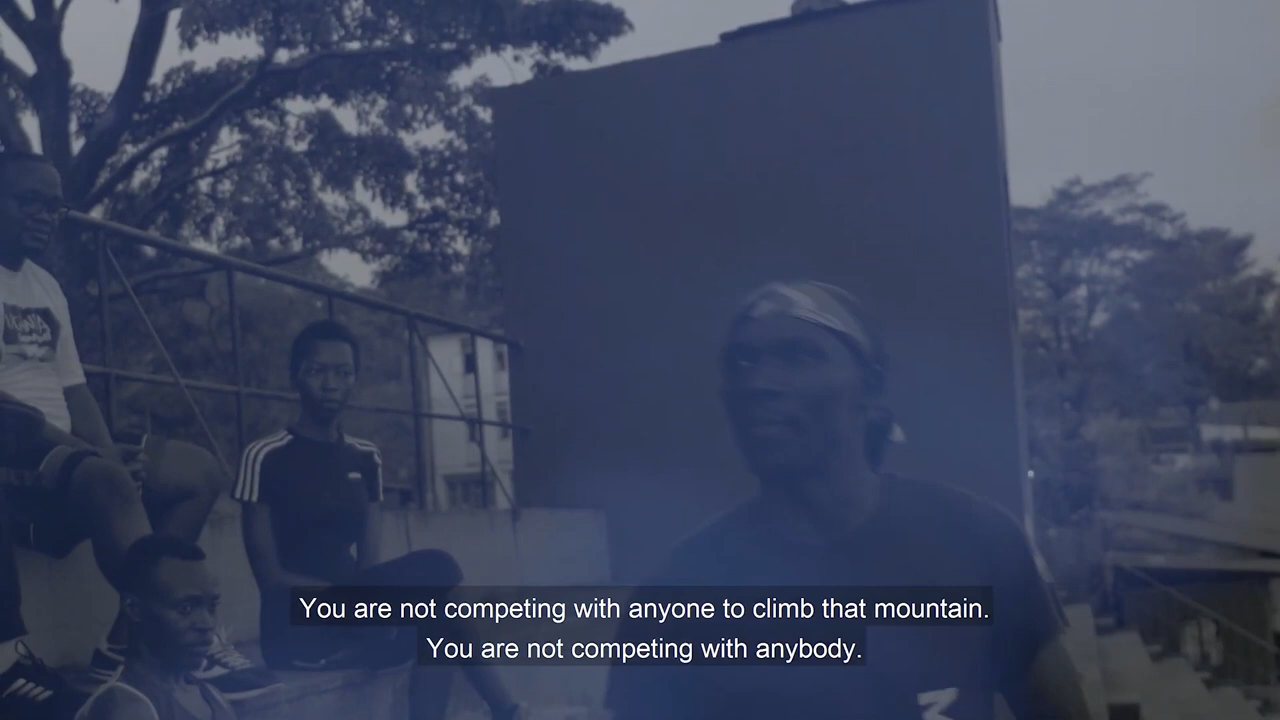 You are not competing with anyone to climb that mountain.
You are not competing with anybody.